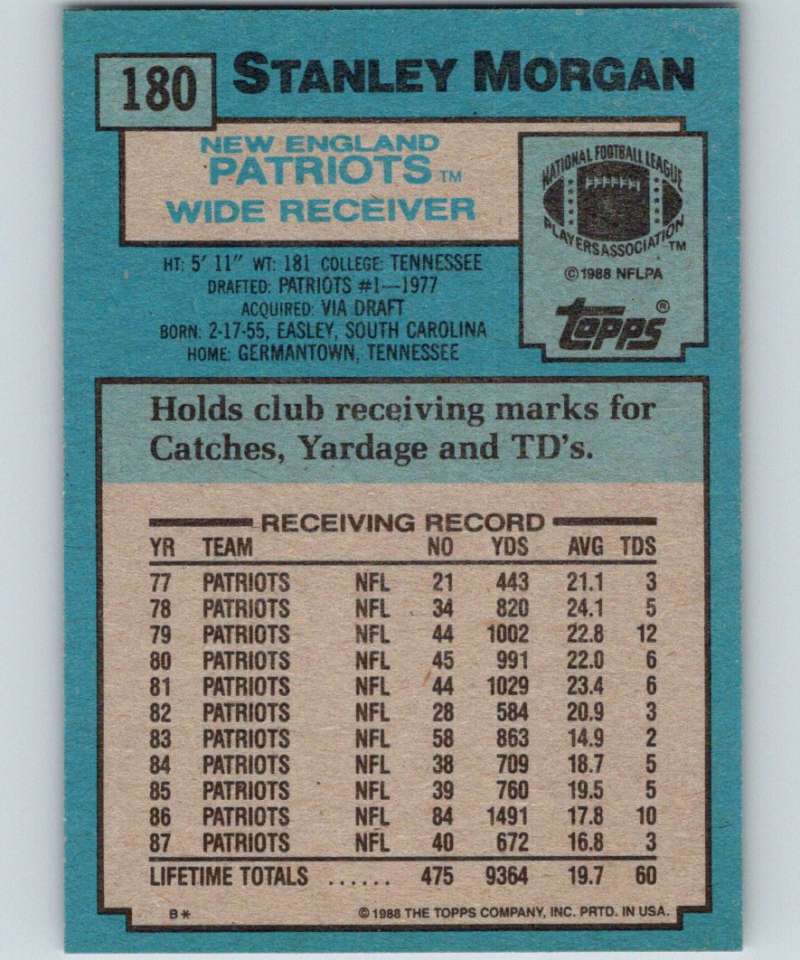 180
STANLEY MORGAN
NEW ENGLAND
PATRIOTS™
WIDE RECEIVER
NATIONAL FOOTBALL LEAGUE
PLAYERS ASSOCIATION™
©1988 NFLPA
Topps®
HT: 5' 11" WT: 181 COLLEGE: TENNESSEE
DRAFTED: PATRIOTS #1—1977
ACQUIRED: VIA DRAFT
BORN: 2-17-55, EASLEY, SOUTH CAROLINA
HOME: GERMANTOWN, TENNESSEE
Holds club receiving marks for
Catches, Yardage and TD's.
RECEIVING RECORD
YR TEAM NO YDS AVG TDS
77 PATRIOTS NFL 21 443 21.1 3
78 PATRIOTS NFL 34 820 24.1 5
79 PATRIOTS NFL 44 1002 22.8 12
80 PATRIOTS NFL 45 991 22.0 6
81 PATRIOTS NFL 44 1029 23.4 6
82 PATRIOTS NFL 28 584 20.9 3
83 PATRIOTS NFL 58 863 14.9 2
84 PATRIOTS NFL 38 709 18.7 5
85 PATRIOTS NFL 39 760 19.5 5
86 PATRIOTS NFL 84 1491 17.8 10
87 PATRIOTS NFL 40 672 16.8 3
LIFETIME TOTALS ...... 475 9364 19.7 60
B* ©1988 THE TOPPS COMPANY, INC. PRTD. IN USA.